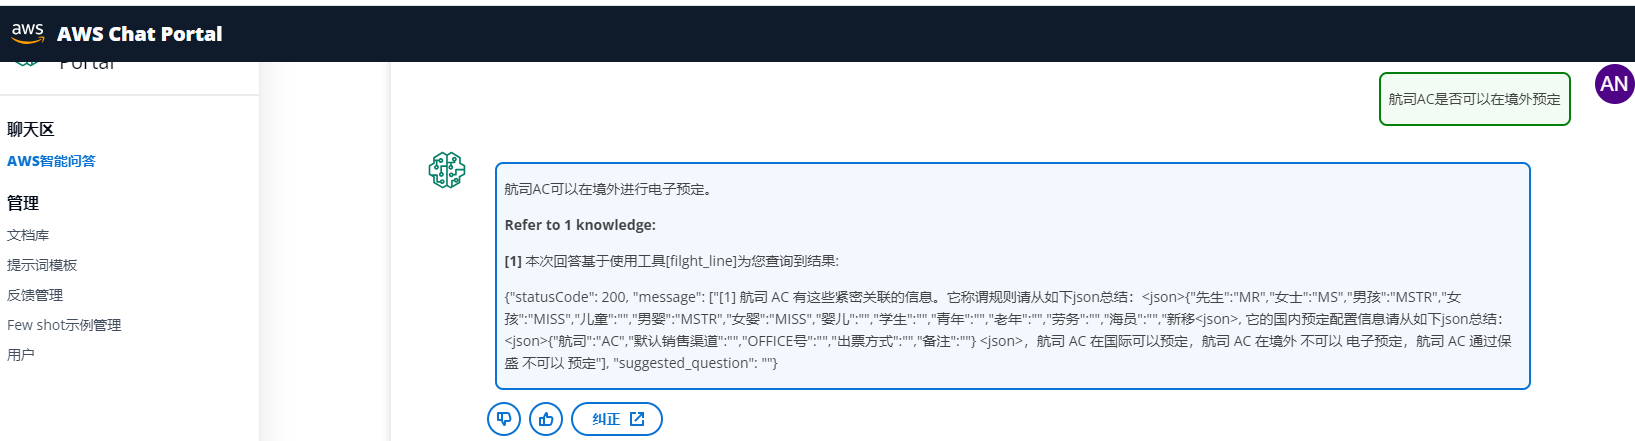 aws AWS Chat Portal
Portal
聊天区
AWS智能问答
管理
文档库
提示词模板
反馈管理
Few shot示例管理
用户
航司AC是否可以在境外预定
AN
航司AC可以在境外进行电子预定。
Refer to 1 knowledge:
[1] 本次回答基于使用工具[filght_line]为您查询到结果:
{"statusCode": 200, "message": ["[1] 航司 AC 有这些紧密关联的信息。它称谓规则请从如下json总结：<json>{"先生":"MR","女士":"MS","男孩":"MSTR","女
孩":"MISS","儿童":"","男婴":"MSTR","女婴":"MISS","婴儿":"","学生":"","青年":"","老年":"","劳务":"","海员":"","新移<json>, 它的国内预定配置信息请从如下json总结：
<json>{"航司":"AC","默认销售渠道":"","OFFICE号":"","出票方式":"","备注":""} <json>，航司 AC 在国际可以预定，航司 AC 在境外 不可以 电子预定，航司 AC 通过保
盛 不可以 预定"], "suggested_question": ""}
纠正